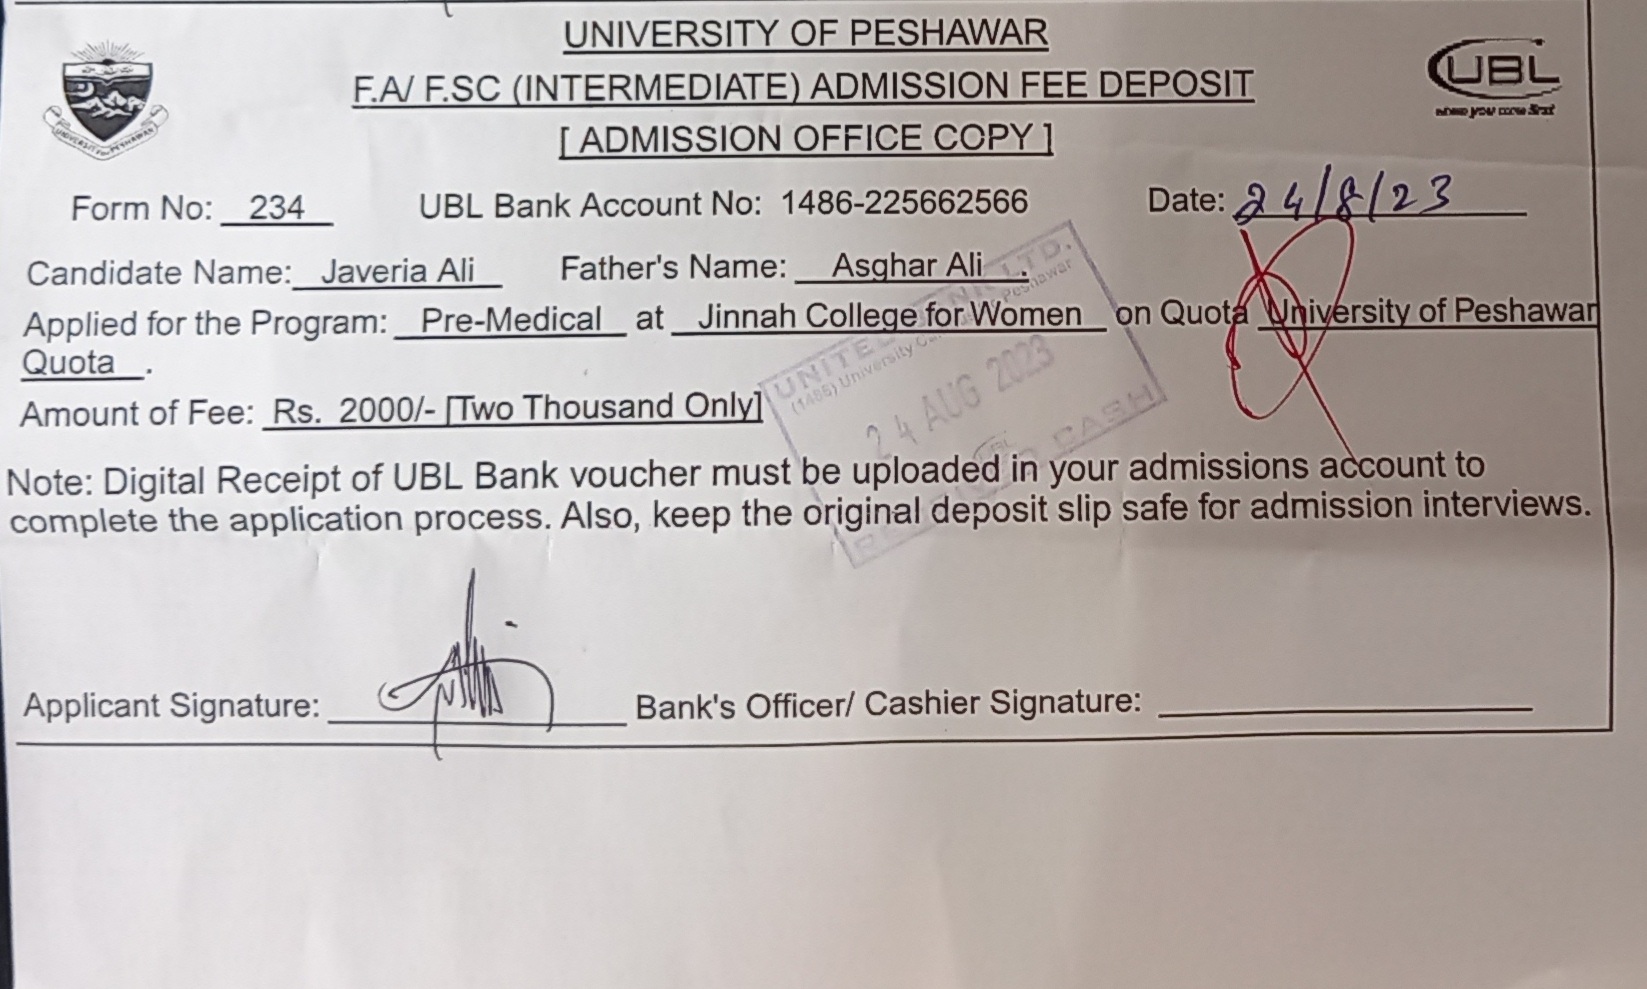 UNIVERSITY OF PESHAWAR
F.A/ F.SC (INTERMEDIATE) ADMISSION FEE DEPOSIT
[ ADMISSION OFFICE COPY ]
UBL
where you come first
UNIVERSITY OF PESHAWAR
Form No: 234 UBL Bank Account No: 1486-225662566 Date: 24/8/23
Candidate Name: Javeria Ali Father's Name: Asghar Ali .
Applied for the Program: Pre-Medical at Jinnah College for Women on Quota University of Peshawar
Quota .
Amount of Fee: Rs. 2000/- [Two Thousand Only]
UNITED BANK LTD.
University Peshawar
24 AUG 2023
CASH
Note: Digital Receipt of UBL Bank voucher must be uploaded in your admissions account to
complete the application process. Also, keep the original deposit slip safe for admission interviews.
Applicant Signature: Bank's Officer/ Cashier Signature: